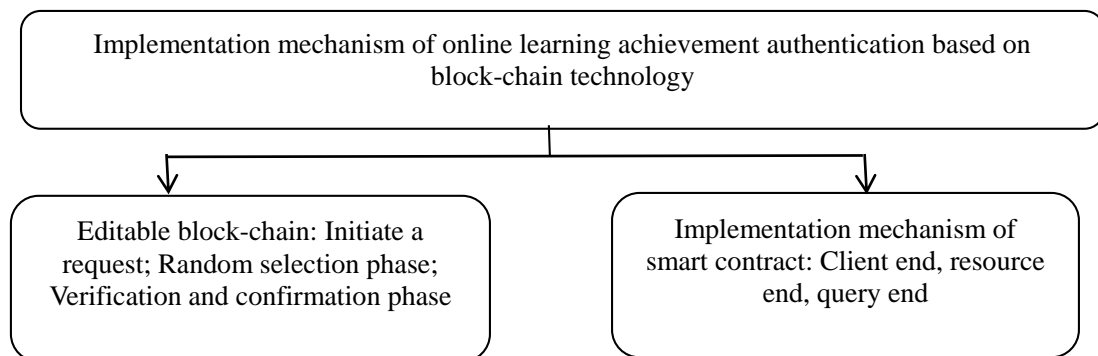 Implementation mechanism of online learning achievement authentication based on
block-chain technology
Editable block-chain: Initiate a
request; Random selection phase;
Verification and confirmation phase
Implementation mechanism of
smart contract: Client end, resource
end, query end